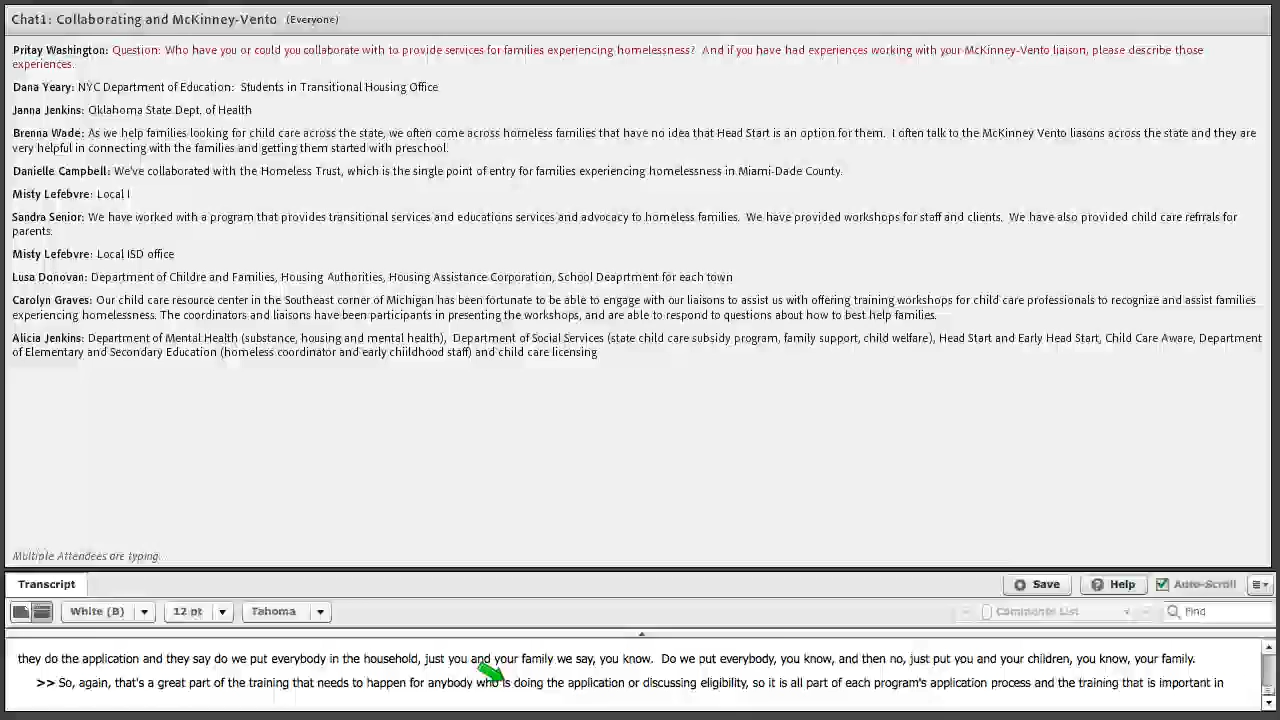 Chat1: Collaborating and McKinney-Vento (Everyone)
Pritay Washington: Question: Who have you or could you collaborate with to provide services for families experiencing homelessness? And if you have had experiences working with your McKinney-Vento liaison, please describe those
experiences.
Dana Yeary: NYC Department of Education: Students in Transitional Housing Office
Janna Jenkins: Oklahoma State Dept. of Health
Brenna Wade: As we help families looking for child care across the state, we often come across homeless families that have no idea that Head Start is an option for them. I often talk to the McKinney Vento liasons across the state and they are
very helpful in connecting with the families and getting them started with preschool.
Danielle Campbell: We've collaborated with the Homeless Trust, which is the single point of entry for families experiencing homelessness in Miami-Dade County.
Misty Lefebvre: Local I
Sandra Senior: We have worked with a program that provides transitional services and educations services and advocacy to homeless families. We have provided workshops for staff and clients. We have also provided child care refrrals for
parents.
Misty Lefebvre: Local ISD office
Lusa Donovan: Department of Childre and Families, Housing Authorities, Housing Assistance Corporation, School Deaprtment for each town
Carolyn Graves: Our child care resource center in the Southeast corner of Michigan has been fortunate to be able to engage with our liaisons to assist us with offering training workshops for child care professionals to recognize and assist families
experiencing homelessness. The coordinators and liaisons have been participants in presenting the workshops, and are able to respond to questions about how to best help families.
Alicia Jenkins: Department of Mental Health (substance, housing and mental health), Department of Social Services (state child care subsidy program, family support, child welfare), Head Start and Early Head Start, Child Care Aware, Department
of Elementary and Secondary Education (homeless coordinator and early childhood staff) and child care licensing
Multiple Attendees are typing.
Transcript Save Help Auto-Scroll
White (B) 12 pt Tahoma Comments List Find
they do the application and they say do we put everybody in the household, just you and your family we say, you know. Do we put everybody, you know, and then no, just put you and your children, you know, your family.
>> So, again, that's a great part of the training that needs to happen for anybody who is doing the application or discussing eligibility, so it is all part of each program's application process and the training that is important in